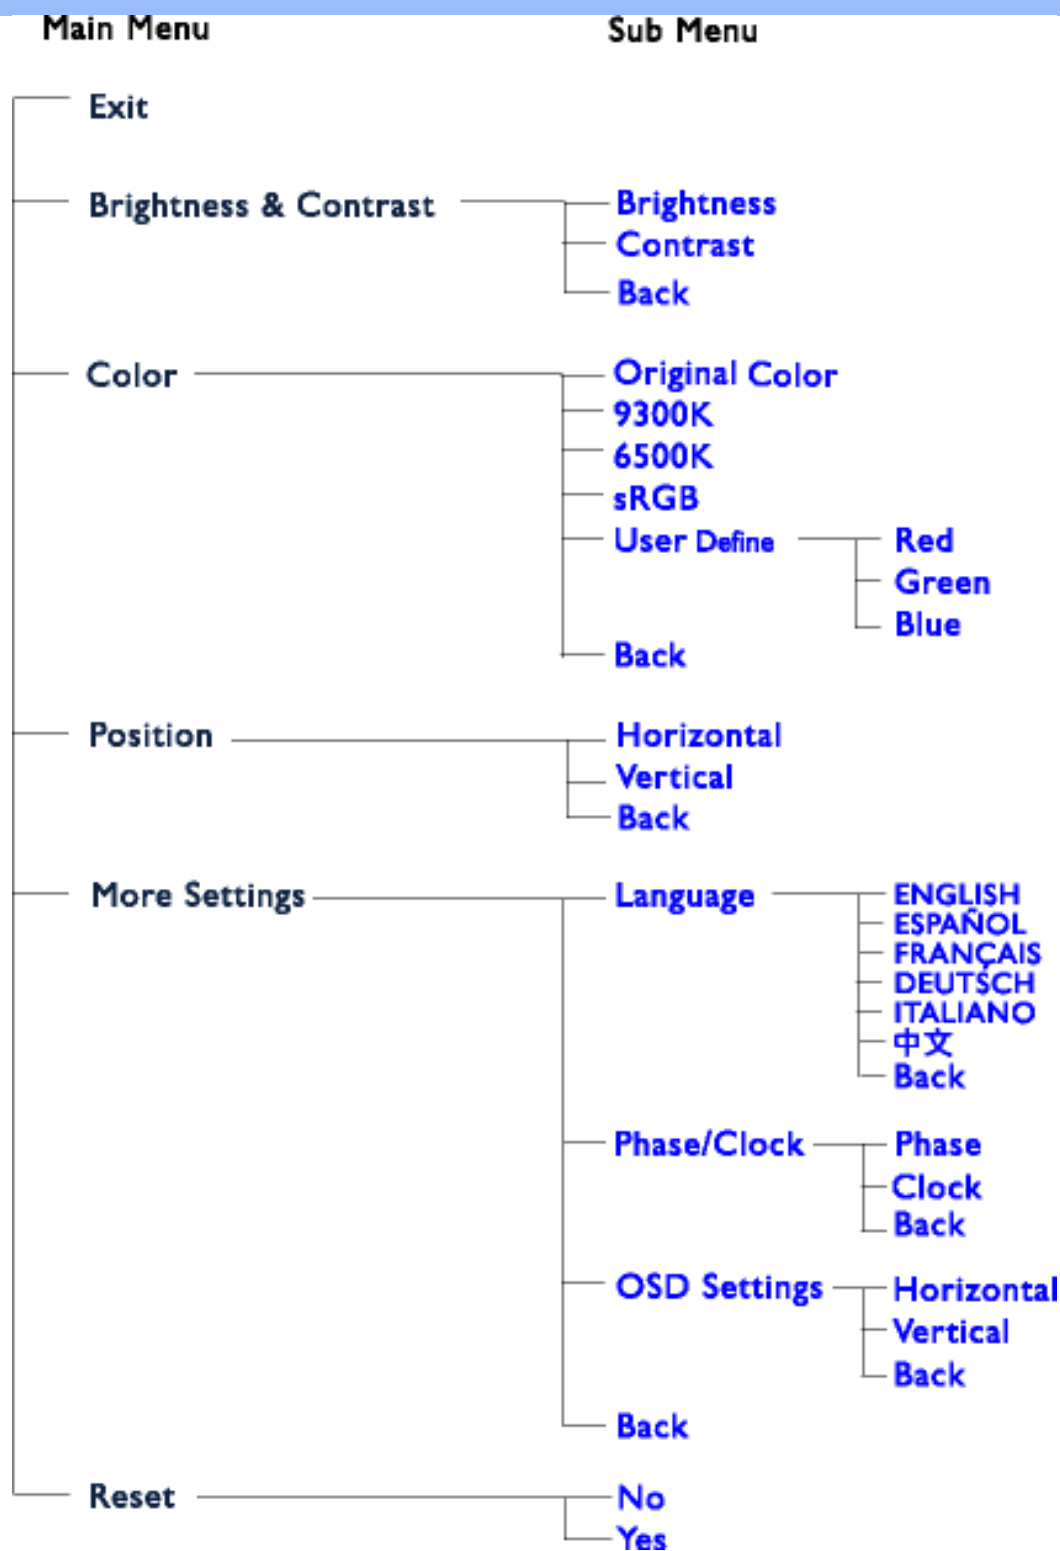 Main Menu Sub Menu
Exit
Brightness & Contrast Brightness
Contrast
Back
Color Original Color
9300K
6500K
sRGB
User Define Red
Green
Blue
Back
Position Horizontal
Vertical
Back
More Settings Language ENGLISH
ESPAÑOL
FRANÇAIS
DEUTSCH
ITALIANO
中文
Back
Phase/Clock Phase
Clock
Back
OSD Settings Horizontal
Vertical
Back
Back
Reset No
Yes